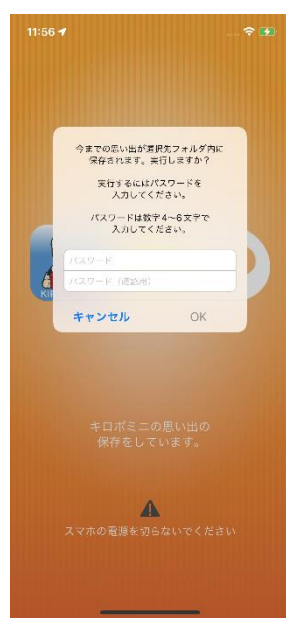 11:56
今までの思い出が選択先フォルダ内に
保存されます。実行しますか？
実行するにはパスワードを
入力してください。
パスワードは数字4～6文字で
入力してください。
パスワード
パスワード（確認用）
キャンセル
OK
キロボミニの思い出の
保存をしています。
スマホの電源を切らないでください